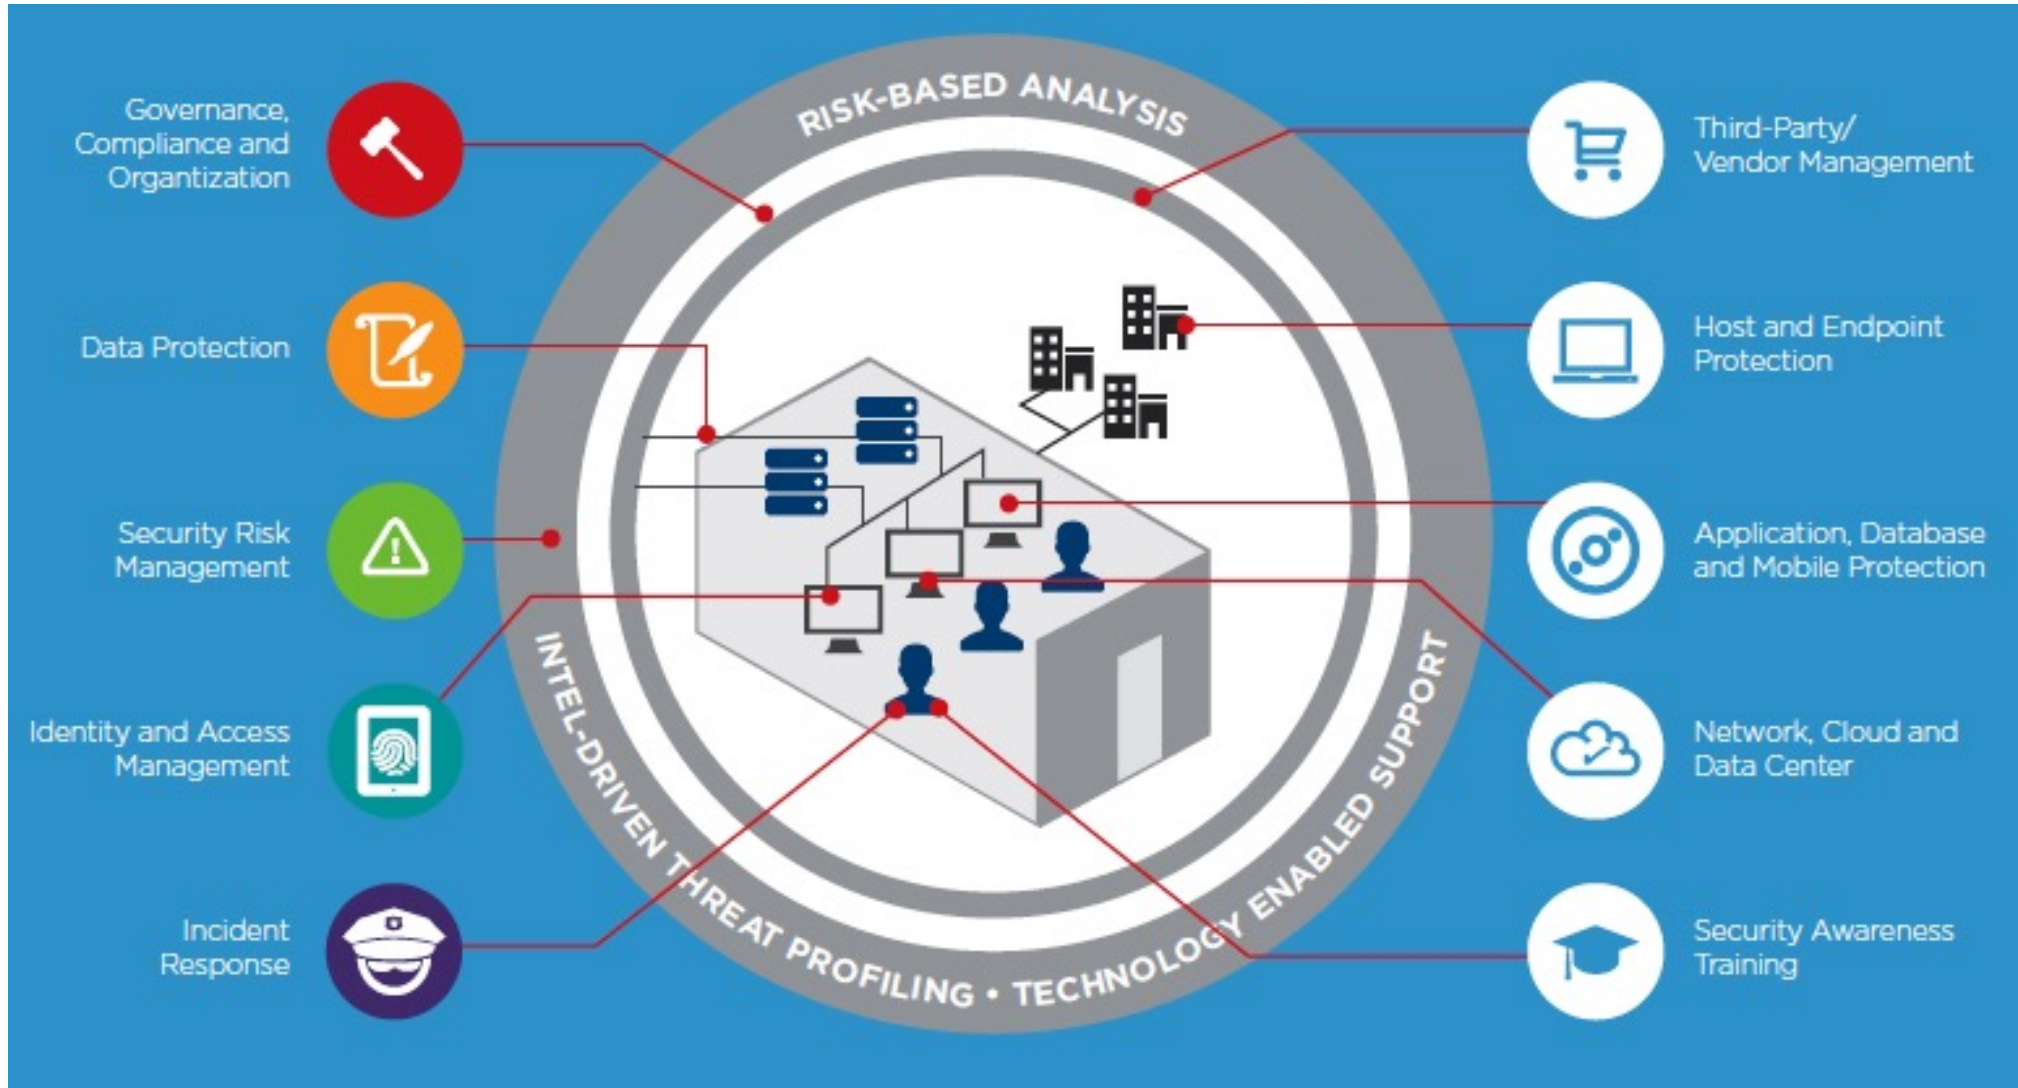 RISK-BASED ANALYSIS
Governance,
Compliance and
Organtization
Data Protection
Security Risk
Management
Identity and Access
Management
Incident
Response
Third-Party/
Vendor Management
Host and Endpoint
Protection
Application, Database
and Mobile Protection
Network, Cloud and
Data Center
Security Awareness
Training
INTEL-DRIVEN THREAT PROFILING • TECHNOLOGY ENABLED SUPPORT